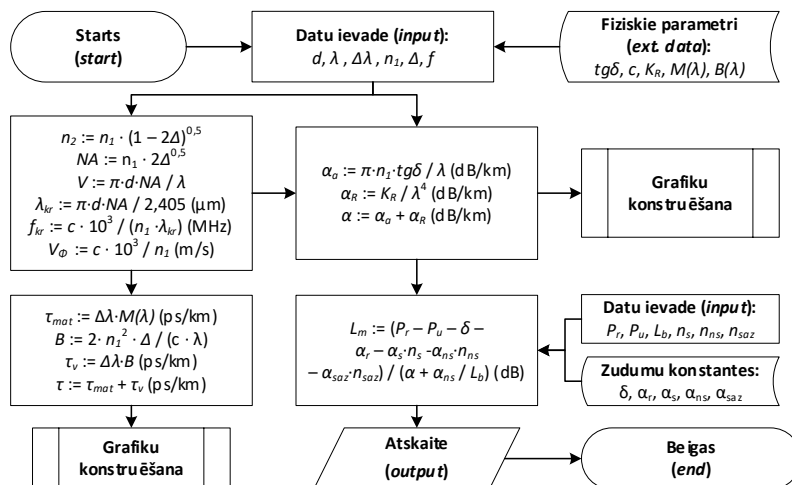 Starts
(start)
Datu ievade (input):
d, λ , Δλ, n₁, Δ, f
Fiziskie parametri
(ext. data):
tgδ, c, K_R, M(λ), B(λ)
n₂ := n₁ · (1 – 2Δ)^0,5
NA := n₁ · 2Δ^0,5
V := π·d·NA / λ
λ_kr := π·d·NA / 2,405 (μm)
f_kr := c · 10³ / (n₁ ·λ_kr) (MHz)
V_Φ := c · 10³ / n₁ (m/s)
α_a := π·n₁·tgδ / λ (dB/km)
α_R := K_R / λ⁴ (dB/km)
α := α_a + α_R (dB/km)
Grafiku
konstruēšana
τ_mat := Δλ·M(λ) (ps/km)
B := 2· n₁² · Δ / (c · λ)
τ_v := Δλ·B (ps/km)
τ := τ_mat + τ_v (ps/km)
L_m := (P_r – P_u – δ –
α_r – α_s·n_s -α_ns·n_ns
– α_saz·n_saz) / (α + α_ns / L_b) (dB)
Datu ievade (input):
P_r, P_u, L_b, n_s, n_ns, n_saz
Zudumu konstantes:
δ, α_r, α_s, α_ns, α_saz
Grafiku
konstruēšana
Atskaite
(output)
Beigas
(end)